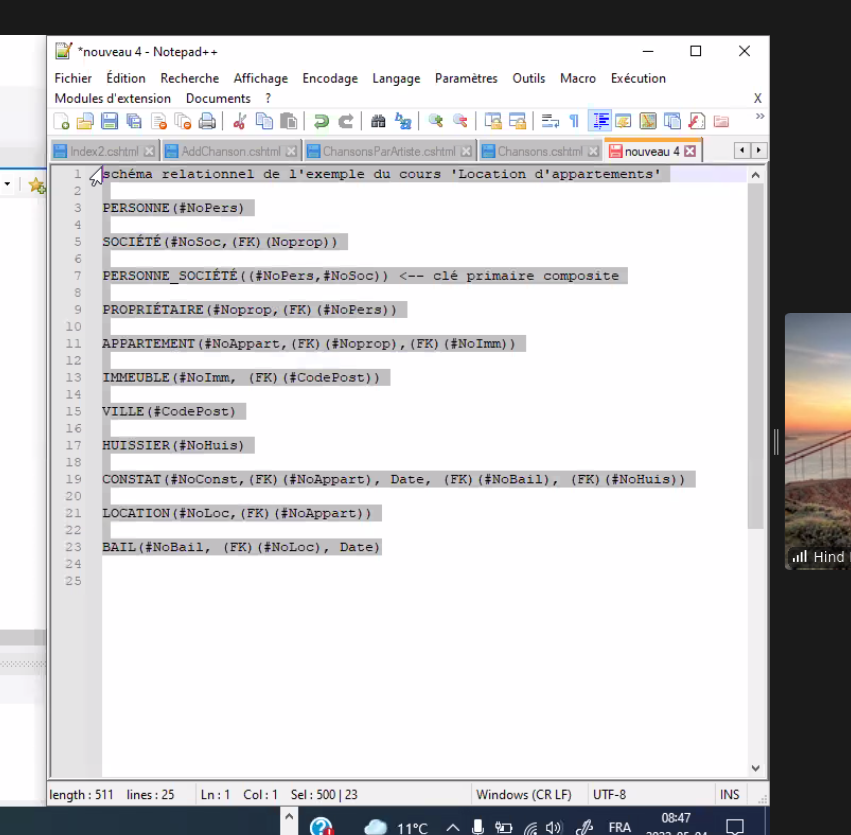 *nouveau 4 - Notepad++
Fichier Édition Recherche Affichage Encodage Langage Paramètres Outils Macro Exécution
Modules d'extension Documents ? X
Index2.cshtml AddChanson.cshtml ChansonsParArtiste.cshtml Chansons.cshtml nouveau 4
1 schéma relationnel de l'exemple du cours 'Location d'appartements'
2
3 PERSONNE(#NoPers)
4
5 SOCIÉTÉ(#NoSoc,(FK)(Noprop))
6
7 PERSONNE_SOCIÉTÉ((#NoPers,#NoSoc)) <-- clé primaire composite
8
9 PROPRIÉTAIRE(#Noprop,(FK)(#NoPers))
10
11 APPARTEMENT(#NoAppart,(FK)(#Noprop),(FK)(#NoImm))
12
13 IMMEUBLE(#NoImm, (FK)(#CodePost))
14
15 VILLE(#CodePost)
16
17 HUISSIER(#NoHuis)
18
19 CONSTAT(#NoConst,(FK)(#NoAppart), Date, (FK)(#NoBail), (FK)(#NoHuis))
20
21 LOCATION(#NoLoc,(FK)(#NoAppart))
22
23 BAIL(#NoBail, (FK)(#NoLoc), Date)
24
25
Hind
length : 511 lines : 25 Ln : 1 Col : 1 Sel : 500 | 23 Windows (CR LF) UTF-8 INS
11°C FRA 08:47